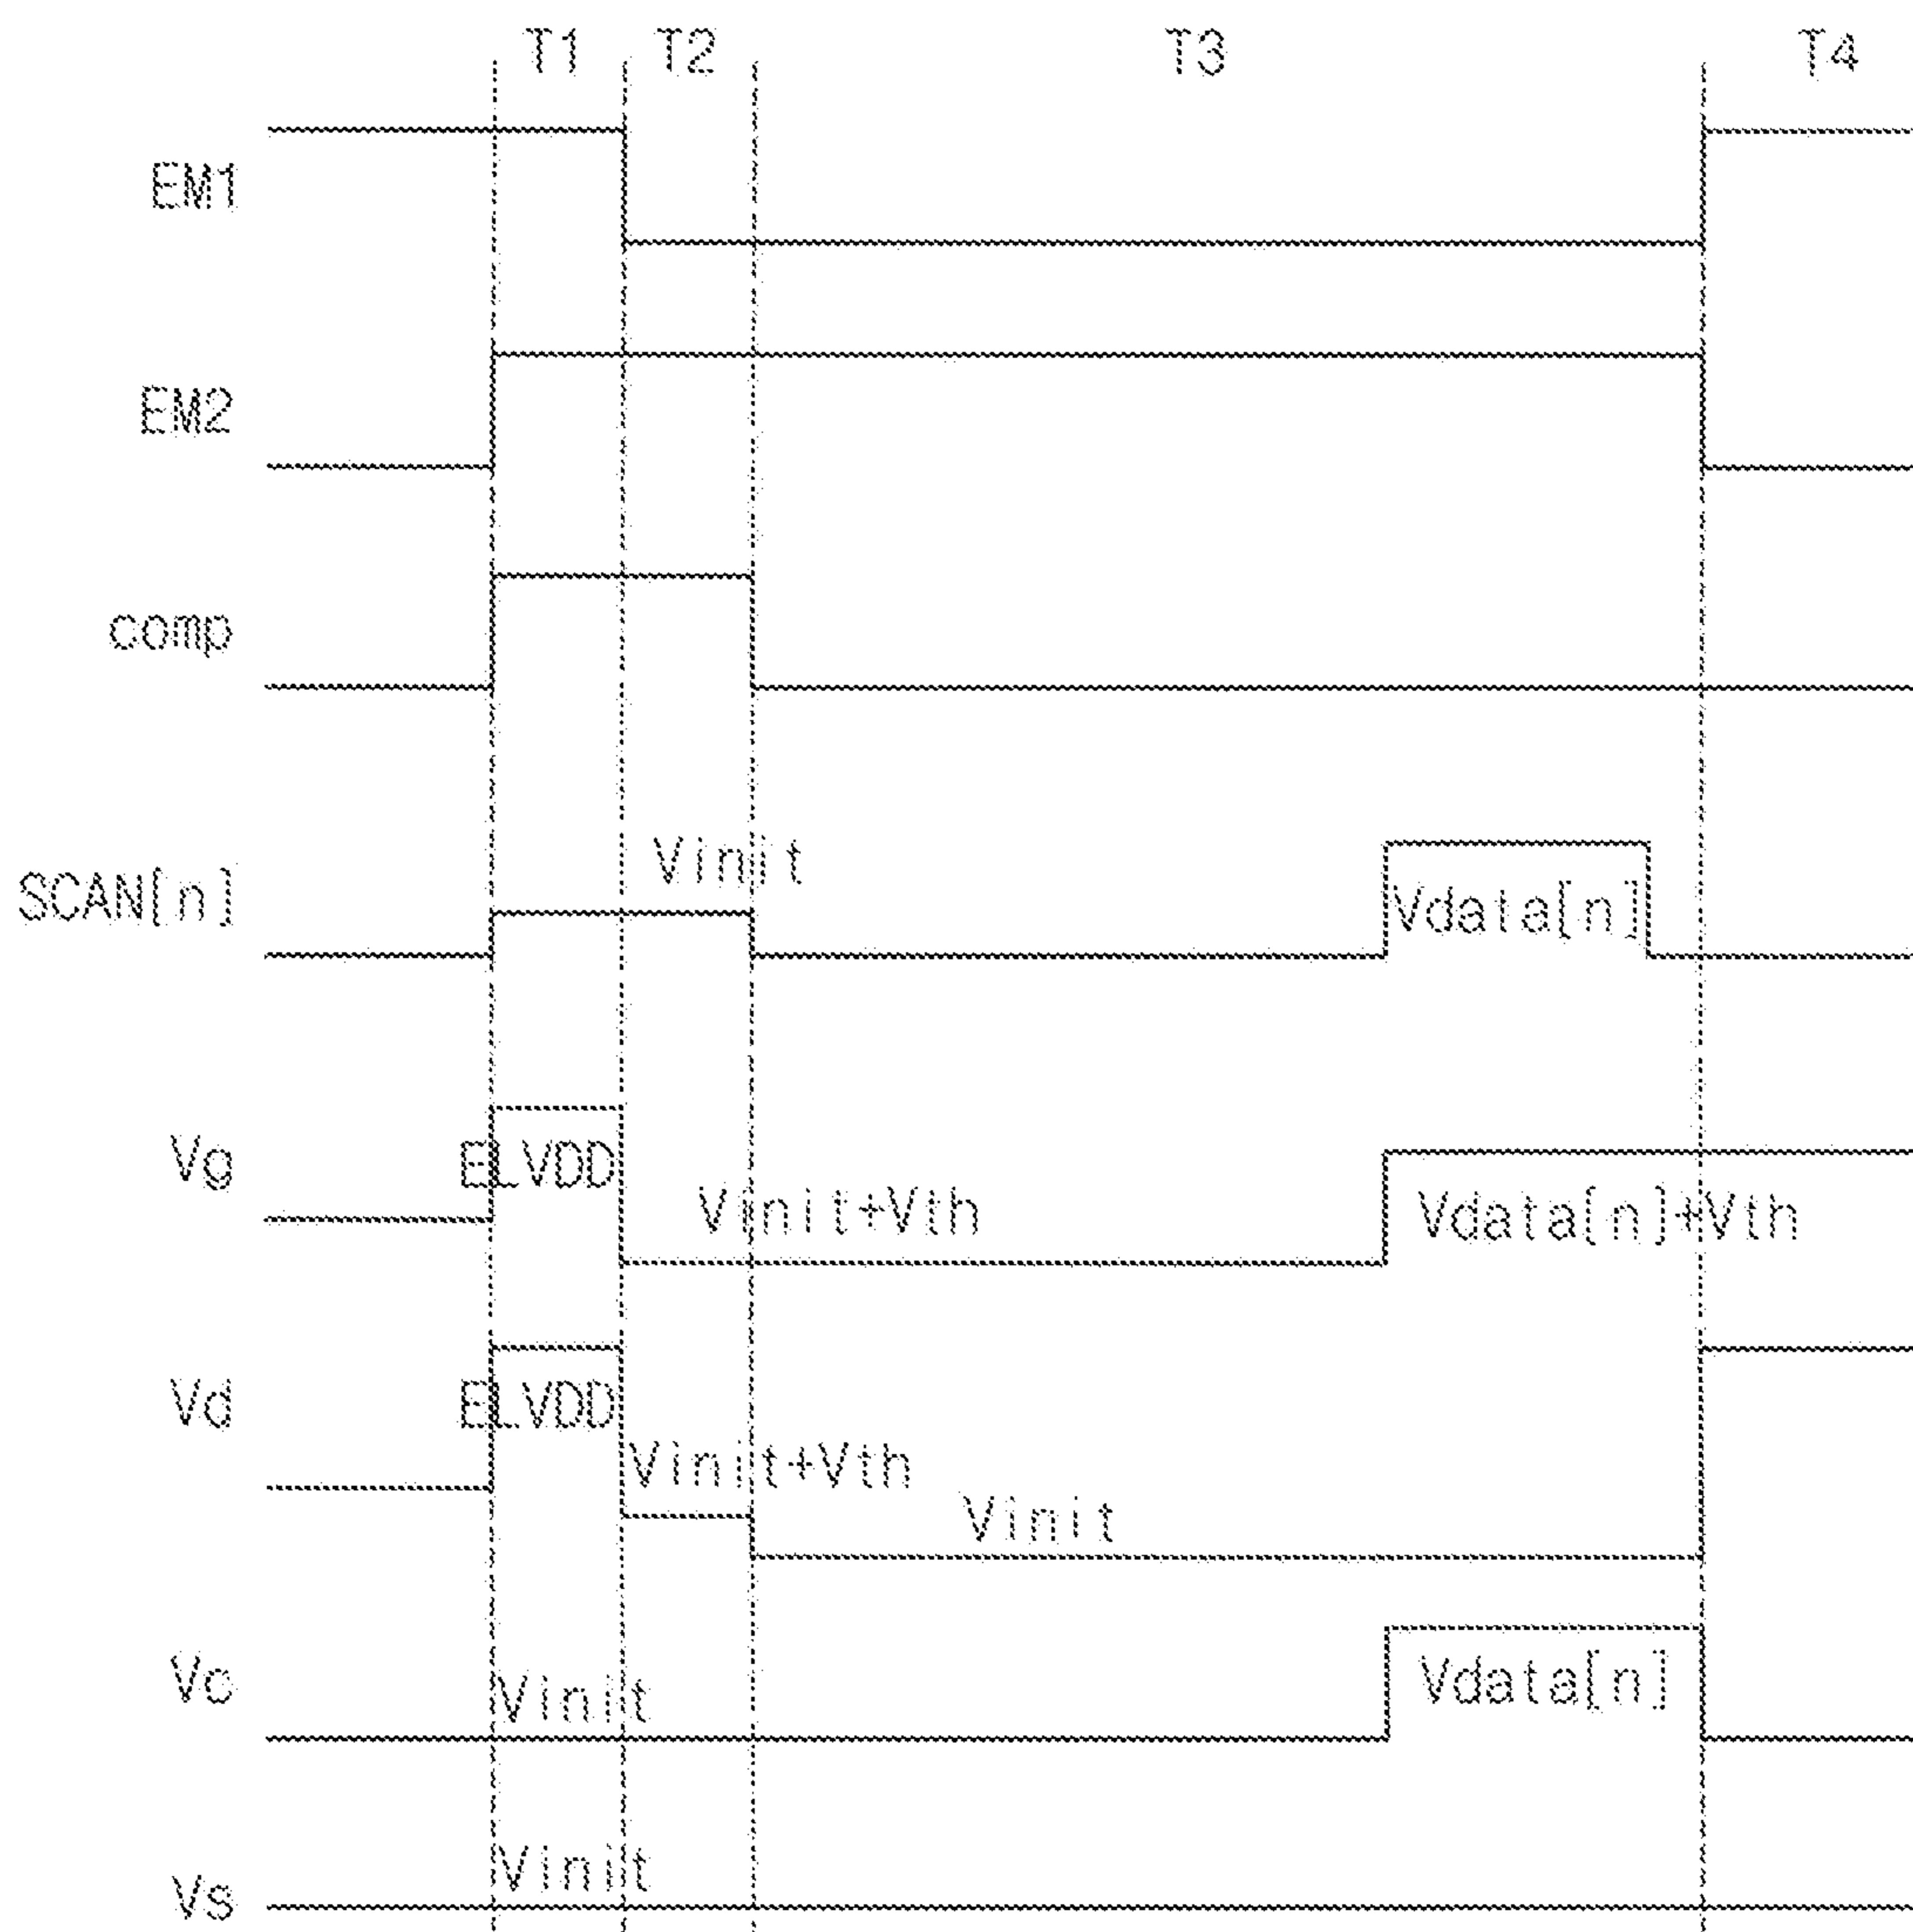 T1 T2 T3 T4
EM1
EM2
comp
Vinit
SCAN[n] Vdata[n]
Vg ELVDD
Vinit+Vth Vdata[n]+Vth
Vd ELVDD
Vinit+Vth
Vinit
Vc Vinit Vdata[n]
Vinit
Vs